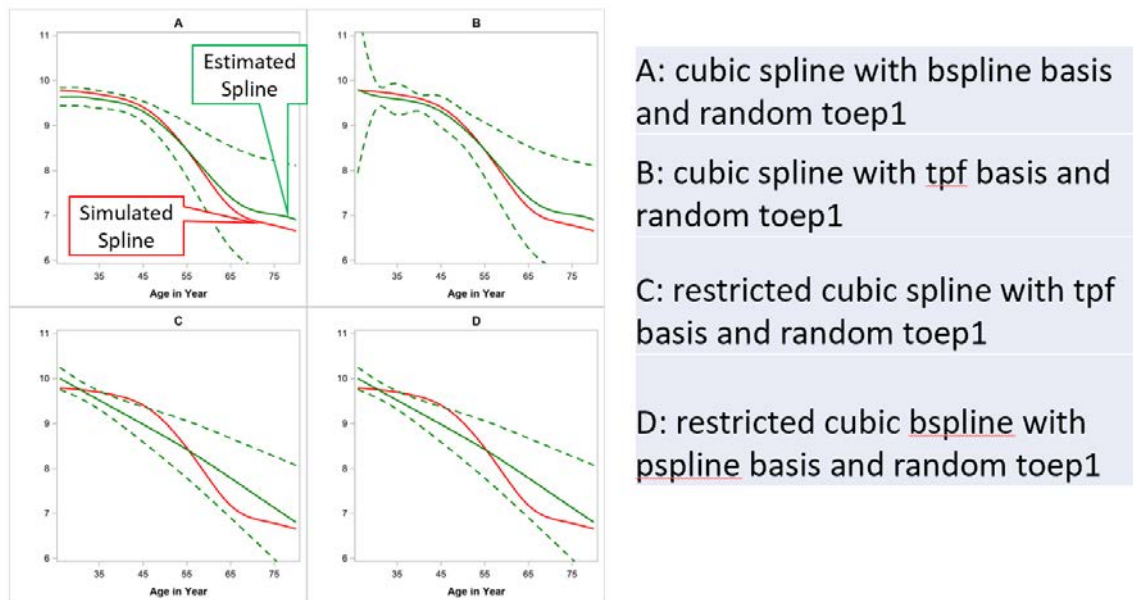 A
11
10
9
8
7
6
35 45 55 65 75
Age in Year
Estimated
Spline
Simulated
Spline
B
11
10
9
8
7
6
35 45 55 65 75
Age in Year
C
11
10
9
8
7
6
35 45 55 65 75
Age in Year
D
11
10
9
8
7
6
35 45 55 65 75
Age in Year
A: cubic spline with bspline basis
and random toep1
B: cubic spline with tpf basis and
random toep1
C: restricted cubic spline with tpf
basis and random toep1
D: restricted cubic bspline with
pspline basis and random toep1